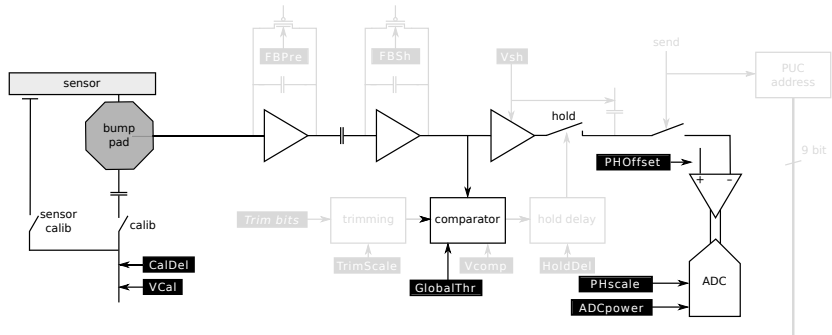 FBPre
FBSh
Vsh
send
PUC
address
sensor
hold
bump
pad
9 bit
PHOffset
+ -
sensor
calib
calib
Trim bits
trimming
comparator
hold delay
CalDel
TrimScale
Vcomp
HoldDel
VCal
GlobalThr
PHscale
ADC
ADCpower